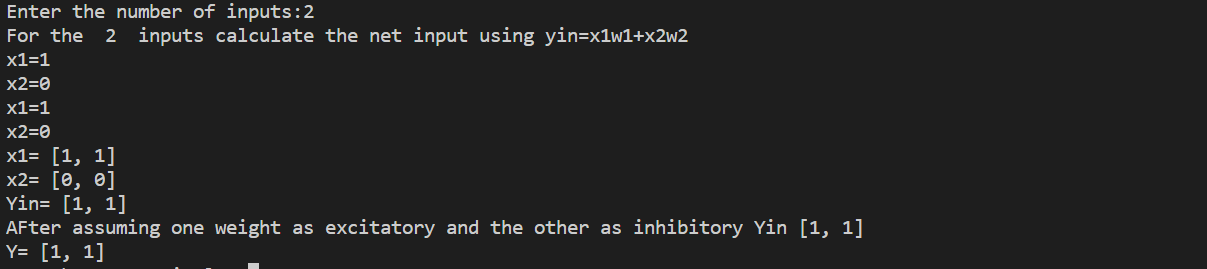 Enter the number of inputs:2
For the  2  inputs calculate the net input using yin=x1w1+x2w2
x1=1
x2=0
x1=1
x2=0
x1= [1, 1]
x2= [0, 0]
Yin= [1, 1]
AFter assuming one weight as excitatory and the other as inhibitory Yin [1, 1]
Y= [1, 1]